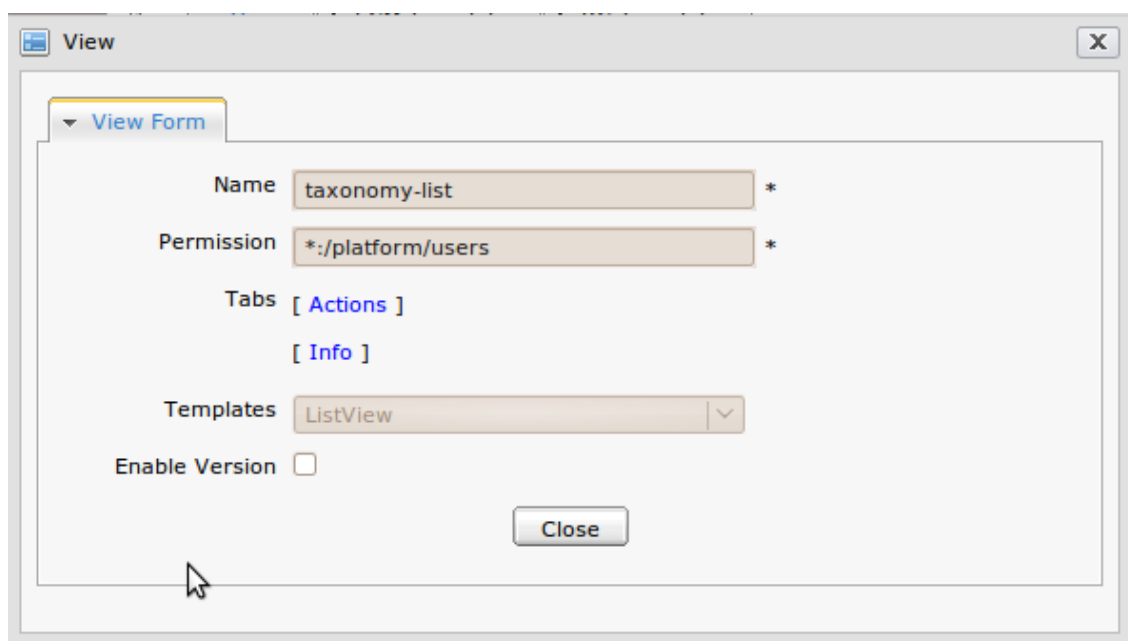 View
X
View Form
Name taxonomy-list *
Permission *:/platform/users *
Tabs [ Actions ]
[ Info ]
Templates ListView
Enable Version
Close